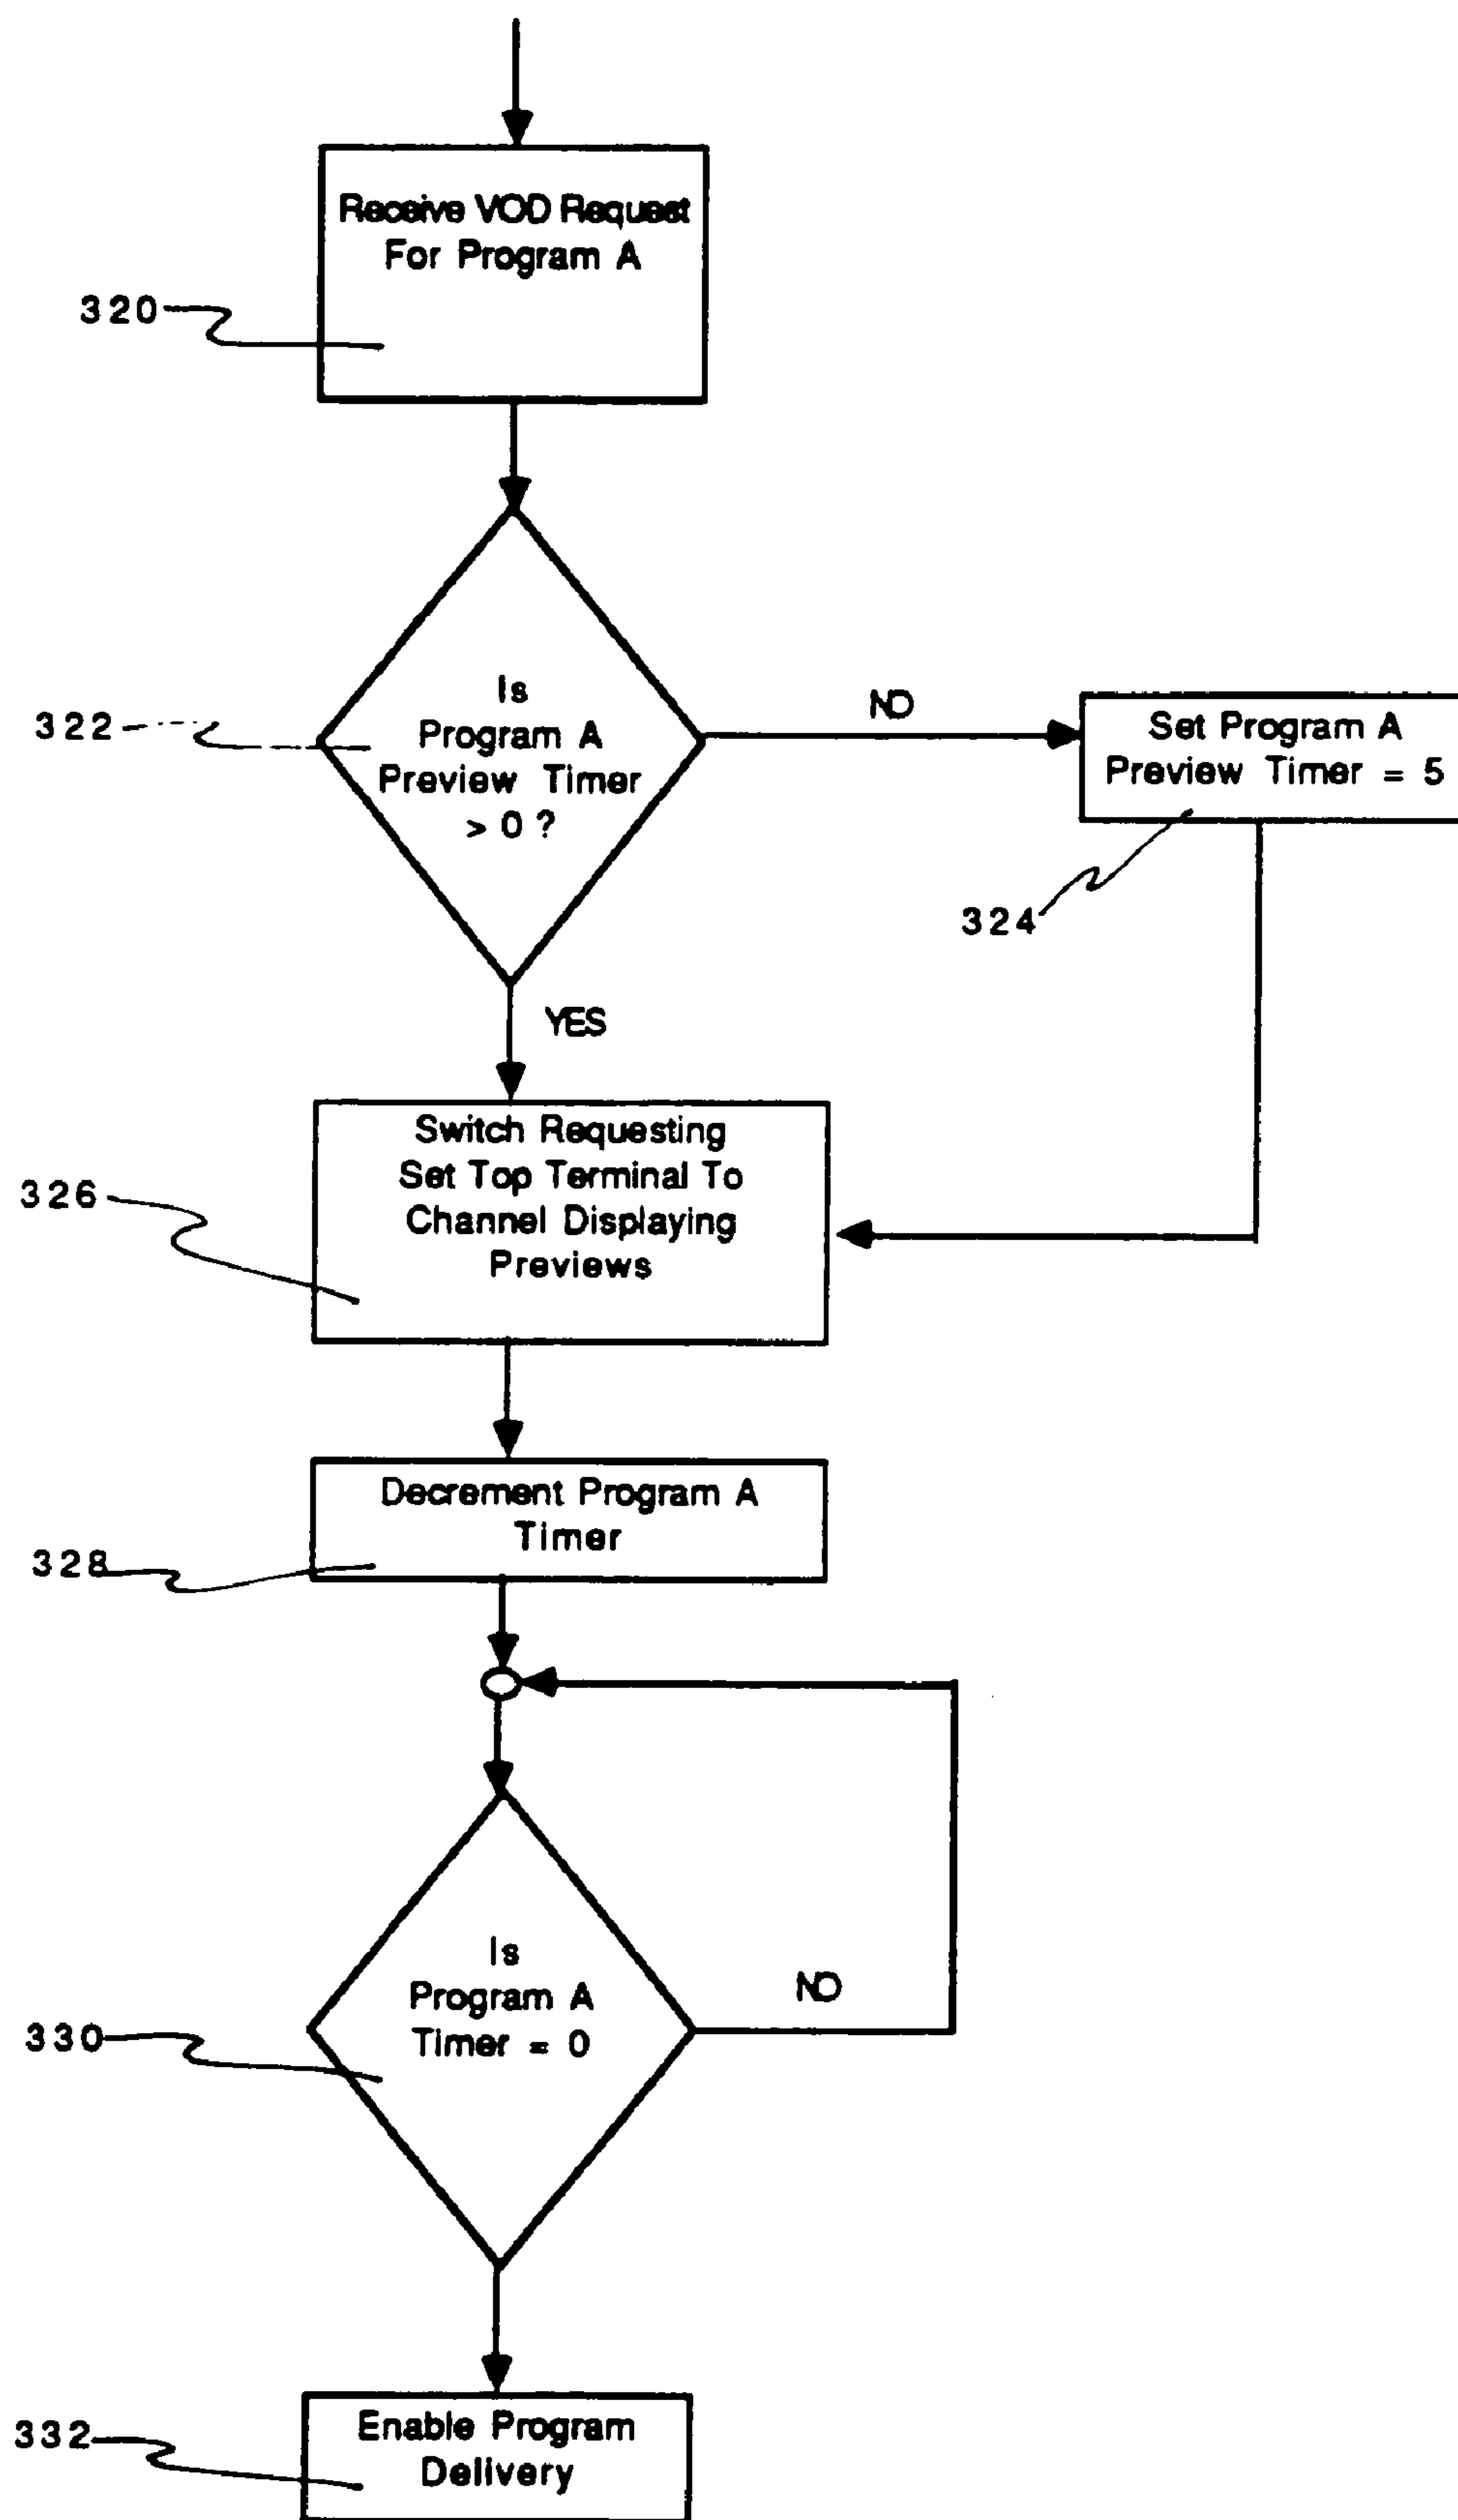 Receive VOD Request
For Program A
320
Is
Program A
Preview Timer
> 0 ?
322
NO
Set Program A
Preview Timer = 5
324
YES
Switch Requesting
Set Top Terminal To
Channel Displaying
Previews
326
Decrement Program A
Timer
328
Is
Program A
Timer = 0
330
NO
Enable Program
Delivery
332